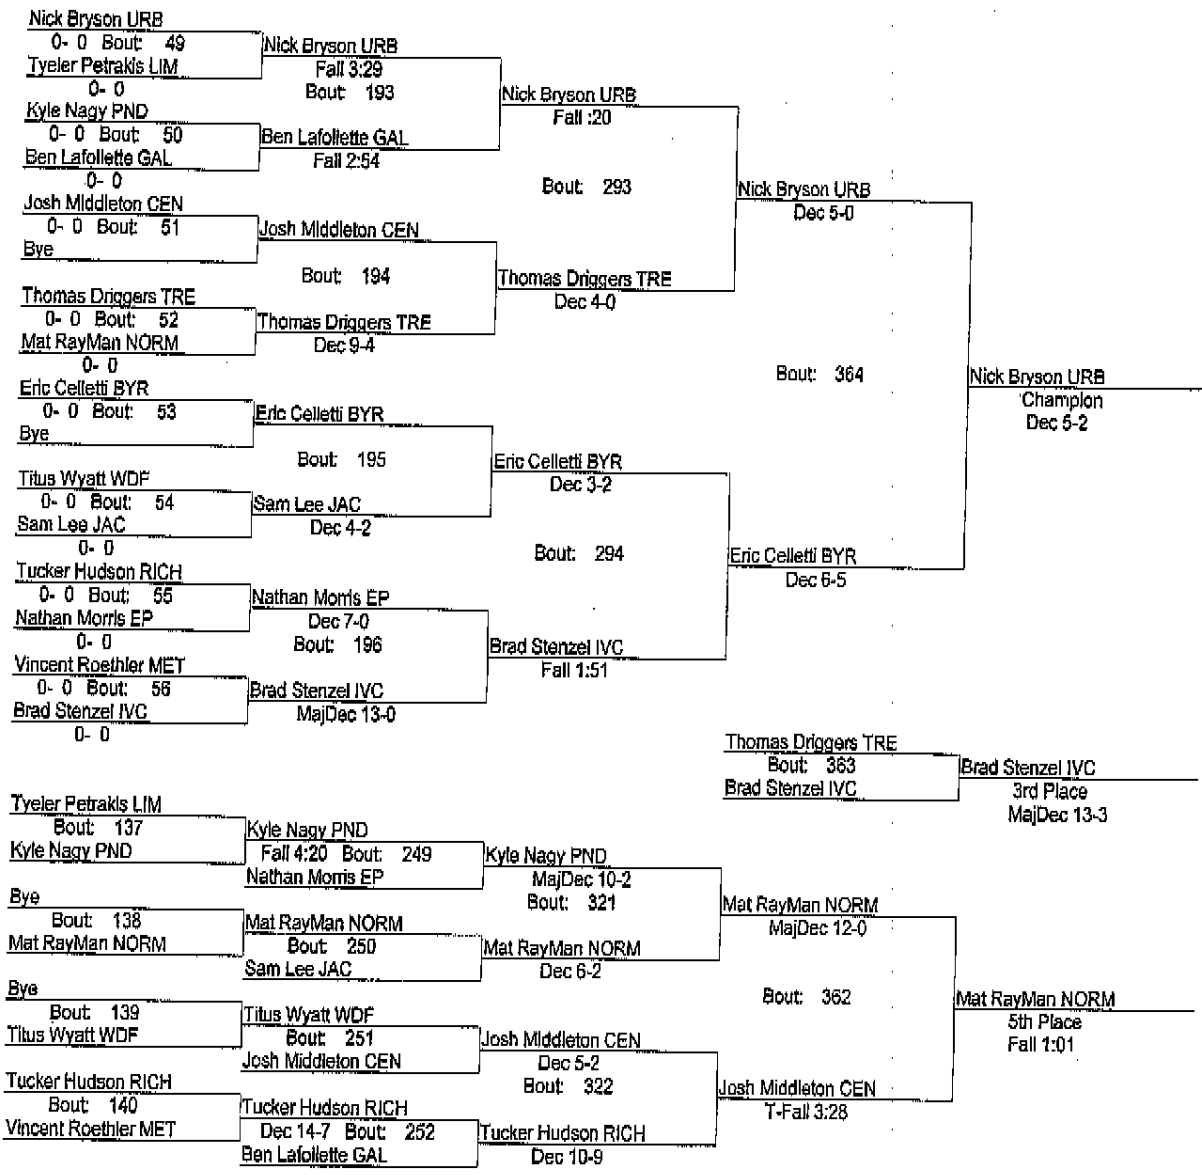 Nick Bryson URB
0- 0 Bout: 49
Tyeler Petrakis LIM
0- 0
Kyle Nagy PND
0- 0 Bout: 50
Ben Lafollette GAL
0- 0
Josh Middleton CEN
0- 0 Bout: 51
Bye
Thomas Driggers TRE
0- 0 Bout: 52
Mat RayMan NORM
0- 0
Eric Celletti BYR
0- 0 Bout: 53
Bye
Titus Wyatt WDF
0- 0 Bout: 54
Sam Lee JAC
0- 0
Tucker Hudson RICH
0- 0 Bout: 55
Nathan Morris EP
0- 0
Vincent Roethler MET
0- 0 Bout: 56
Brad Stenzel IVC
0- 0
Nick Bryson URB
Fall 3:29
Bout: 193
Ben Lafollette GAL
Fall 2:54
Josh Middleton CEN
Bout: 194
Thomas Driggers TRE
Dec 9-4
Eric Celletti BYR
Bout: 195
Sam Lee JAC
Dec 4-2
Nathan Morris EP
Dec 7-0
Bout: 196
Brad Stenzel IVC
MajDec 13-0
Nick Bryson URB
Fall :20
Bout: 293
Thomas Driggers TRE
Dec 4-0
Eric Celletti BYR
Dec 3-2
Bout: 294
Brad Stenzel IVC
Fall 1:51
Nick Bryson URB
Dec 5-0
Bout: 364
Eric Celletti BYR
Dec 6-5
Nick Bryson URB
Champion
Dec 5-2
Thomas Driggers TRE
Bout: 363
Brad Stenzel IVC
Brad Stenzel IVC
3rd Place
MajDec 13-3
Tyeler Petrakis LIM
Bout: 137
Kyle Nagy PND
Bye
Bout: 138
Mat RayMan NORM
Bye
Bout: 139
Titus Wyatt WDF
Tucker Hudson RICH
Bout: 140
Vincent Roethler MET
Kyle Nagy PND
Fall 4:20 Bout: 249
Nathan Morris EP
Mat RayMan NORM
Bout: 250
Sam Lee JAC
Titus Wyatt WDF
Bout: 251
Josh Middleton CEN
Tucker Hudson RICH
Dec 14-7 Bout: 252
Ben Lafollette GAL
Kyle Nagy PND
MajDec 10-2
Bout: 321
Mat RayMan NORM
Dec 6-2
Josh Middleton CEN
Dec 5-2
Bout: 322
Tucker Hudson RICH
Dec 10-9
Mat RayMan NORM
MajDec 12-0
Bout: 362
Josh Middleton CEN
T-Fall 3:28
Mat RayMan NORM
5th Place
Fall 1:01